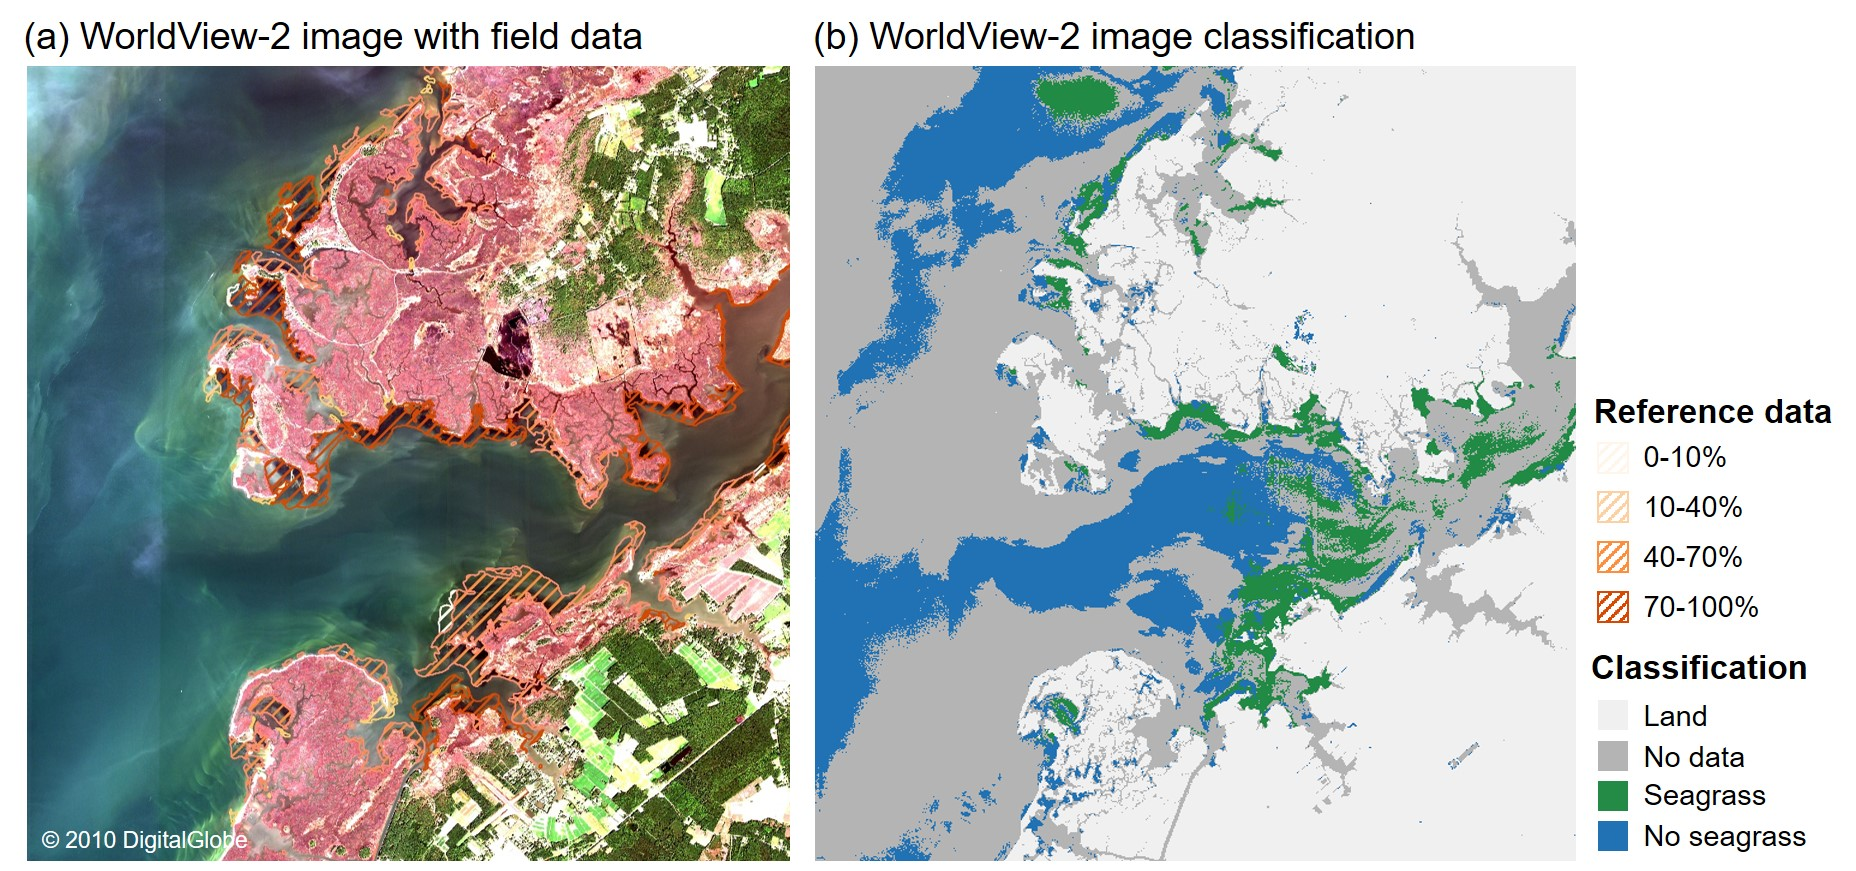 (a) WorldView-2 image with field data
(b) WorldView-2 image classification
Reference data
0-10%
10-40%
40-70%
70-100%
Classification
Land
No data
Seagrass
No seagrass
© 2010 DigitalGlobe